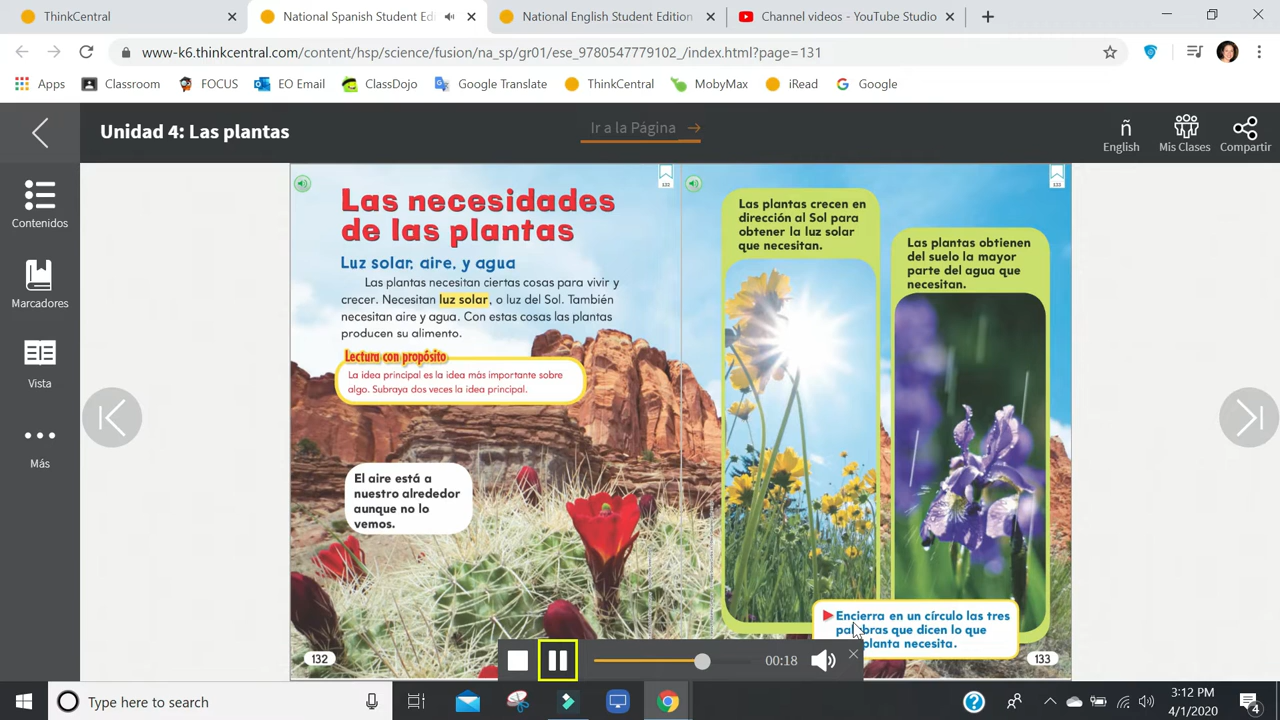 ThinkCentral
National Spanish Student Ed
National English Student Edition
Channel videos - YouTube Studio
www-k6.thinkcentral.com/content/hsp/science/fusion/na_sp/gr01/ese_9780547779102_/index.html?page=131
Apps
Classroom
FOCUS
EO Email
ClassDojo
Google Translate
ThinkCentral
MobyMax
iRead
Google
Unidad 4: Las plantas
Ir a la Página
ñ
English
Mis Clases
Compartir
Contenidos
Marcadores
Vista
Más
Las necesidades
de las plantas
Luz solar, aire, y agua
Las plantas necesitan ciertas cosas para vivir y
crecer. Necesitan luz solar, o luz del Sol. También
necesitan aire y agua. Con estas cosas las plantas
producen su alimento.
Lectura con propósito
La idea principal es la idea más importante sobre
algo. Subraya dos veces la idea principal.
El aire está a
nuestro alrededor
aunque no lo
vemos.
132
Las plantas crecen en
dirección al Sol para
obtener la luz solar
que necesitan.
Las plantas obtienen
del suelo la mayor
parte del agua que
necesitan.
Encierra en un círculo las tres
palabras que dicen lo que
planta necesita.
133
00:18
Type here to search
3:12 PM
4/1/2020
4